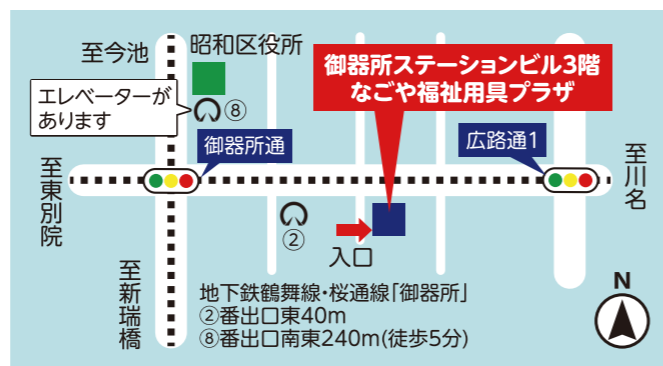 至今池
昭和区役所
御器所ステーションビル3階
なごや福祉用具プラザ
エレベーターが
あります
⑧
御器所通
広路通1
至東別院
至川名
②
入口
至新瑞橋
地下鉄鶴舞線・桜通線「御器所」
②番出口東40m
⑧番出口南東240m(徒歩5分)
N